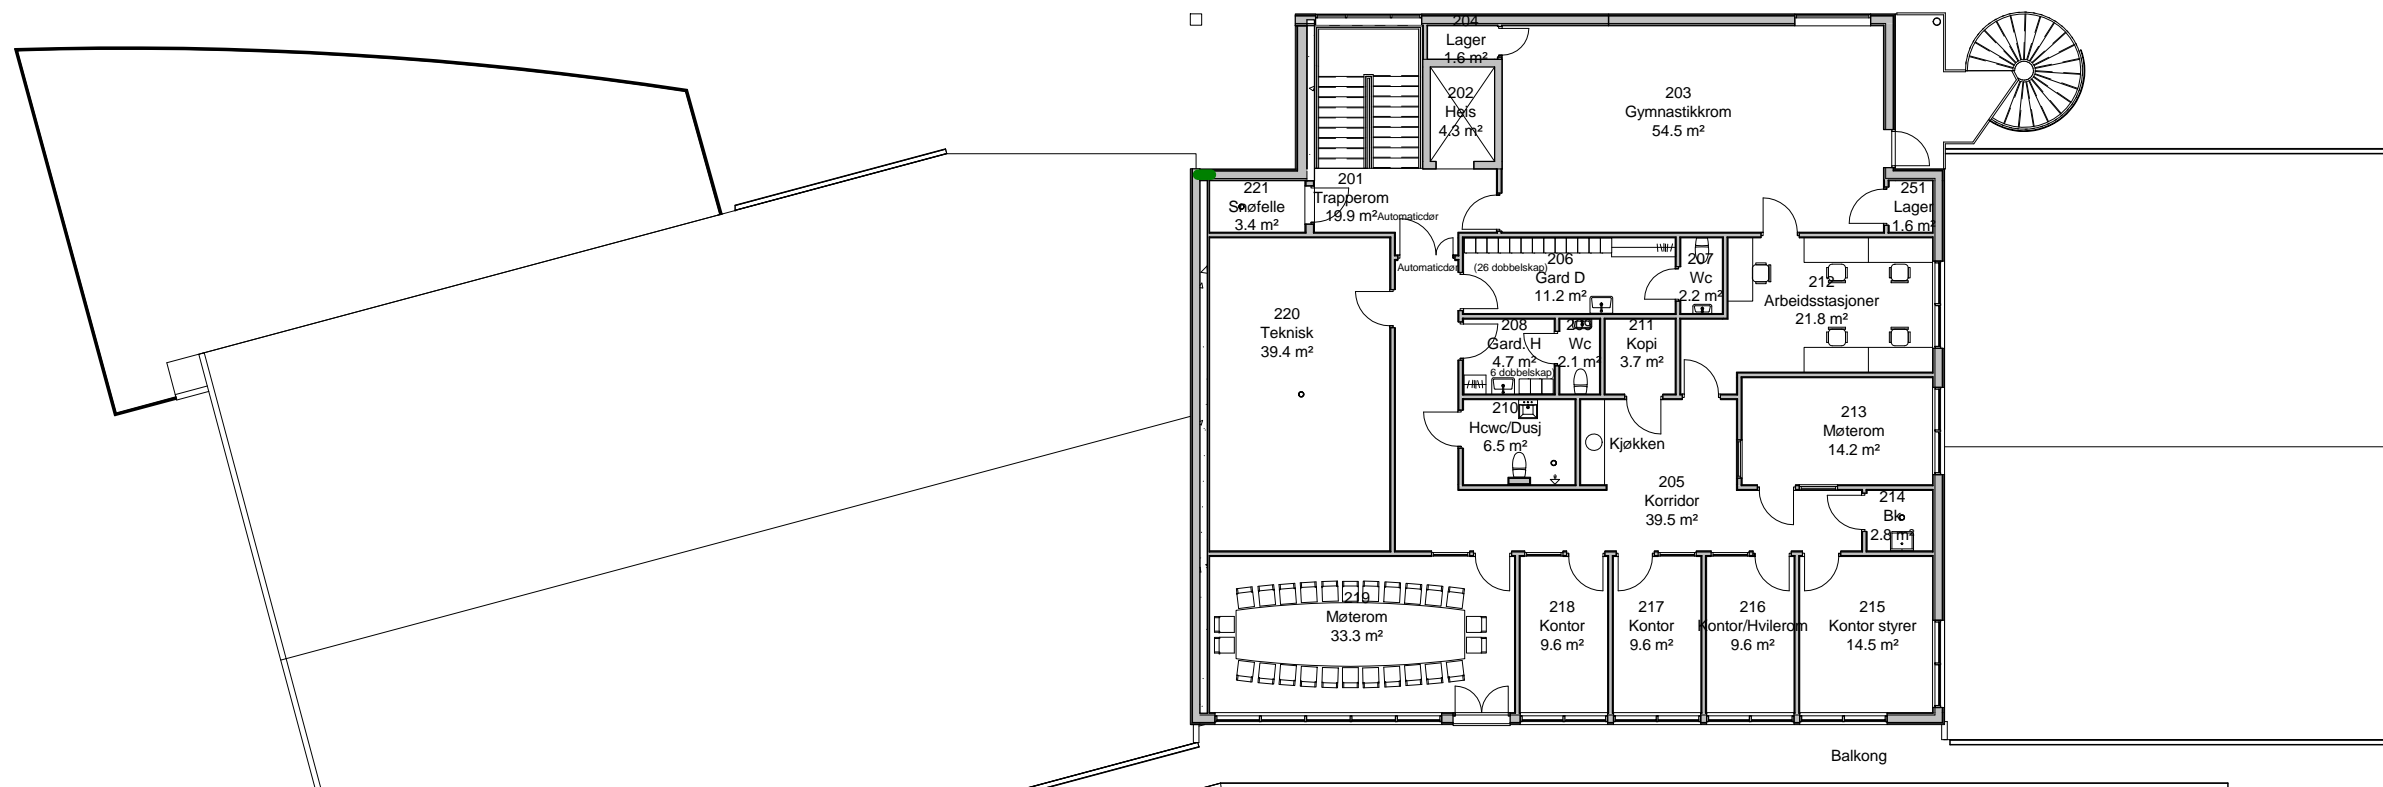 204
Lager
1.6 m²
202
Heis
4.3 m²
203
Gymnastikkrom
54.5 m²
221
Snøfelle
3.4 m²
201
Trapperom
19.9 m²
Automaticdør
251
Lager
1.6 m²
Automaticdør
(26 dobbelskap)
206
Gard D
11.2 m²
207
Wc
2.2 m²
212
Arbeidsstasjoner
21.8 m²
220
Teknisk
39.4 m²
208
Gard. H
4.7 m²
6 dobbelskap)
209
Wc
2.1 m²
211
Kopi
3.7 m²
210
Hcwc/Dusj
6.5 m²
Kjøkken
213
Møterom
14.2 m²
205
Korridor
39.5 m²
214
Bk
2.8 m²
219
Møterom
33.3 m²
218
Kontor
9.6 m²
217
Kontor
9.6 m²
216
Kontor/Hvilerom
9.6 m²
215
Kontor styrer
14.5 m²
Balkong